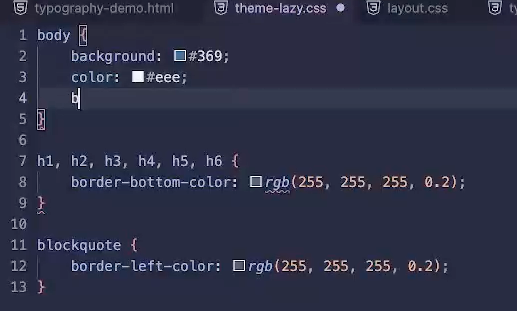 typography-demo.html theme-lazy.css layout.css
1 body {
2 background: #369;
3 color: #eee;
4 b
5 }
6
7 h1, h2, h3, h4, h5, h6 {
8 border-bottom-color: rgb(255, 255, 255, 0.2);
9 }
10
11 blockquote {
12 border-left-color: rgb(255, 255, 255, 0.2);
13 }